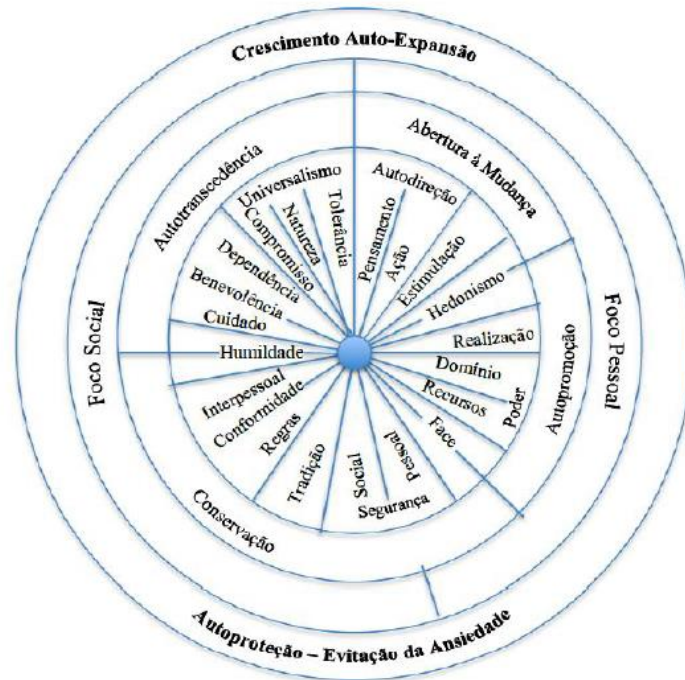 Crescimento Auto-Expansão
Abertura á Mudança
Autotranscedência
Universalismo
Natureza
Compromisso
Tolerância
Autodireção
Pensamento
Ação
Estimulação
Hedonismo
Dependência
Benevolência
Cuidado
Humildade
Realização
Domínio
Recursos
Poder
Face
Autopromoção
Foco Social
Foco Pessoal
Interpessoal
Conformidade
Regras
Tradição
Social
Pessoal
Segurança
Conservação
Autoproteção – Evitação da Ansiedade